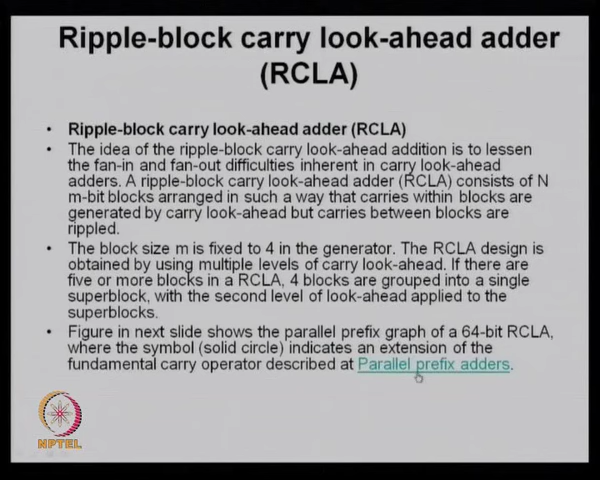 Ripple-block carry look-ahead adder
(RCLA)
• Ripple-block carry look-ahead adder (RCLA)
• The idea of the ripple-block carry look-ahead addition is to lessen
the fan-in and fan-out difficulties inherent in carry look-ahead
adders. A ripple-block carry look-ahead adder (RCLA) consists of N
m-bit blocks arranged in such a way that carries within blocks are
generated by carry look-ahead but carries between blocks are
rippled.
• The block size m is fixed to 4 in the generator. The RCLA design is
obtained by using multiple levels of carry look-ahead. If there are
five or more blocks in a RCLA, 4 blocks are grouped into a single
superblock, with the second level of look-ahead applied to the
superblocks.
• Figure in next slide shows the parallel prefix graph of a 64-bit RCLA,
where the symbol (solid circle) indicates an extension of the
fundamental carry operator described at Parallel prefix adders.
NPTEL